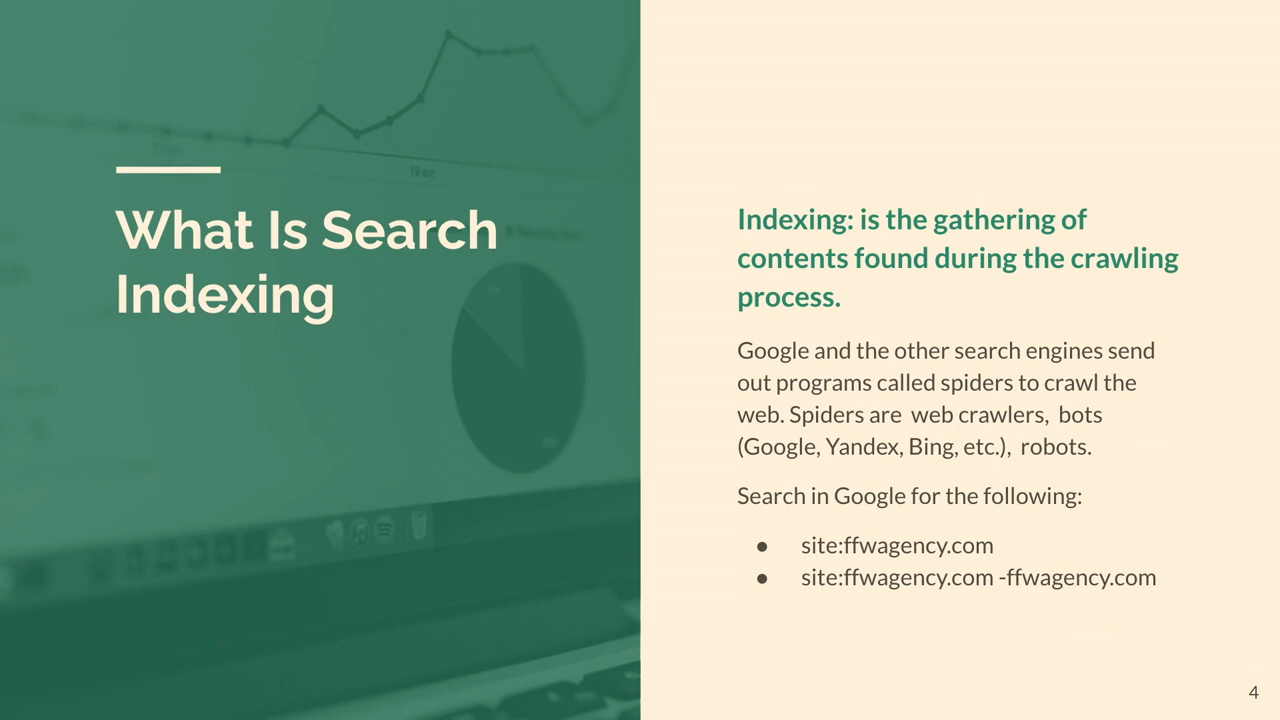 What Is Search
Indexing
Indexing: is the gathering of
contents found during the crawling
process.
Google and the other search engines send
out programs called spiders to crawl the
web. Spiders are  web crawlers,  bots
(Google, Yandex, Bing, etc.),  robots.
Search in Google for the following:
● site:ffwagency.com
● site:ffwagency.com -ffwagency.com
4